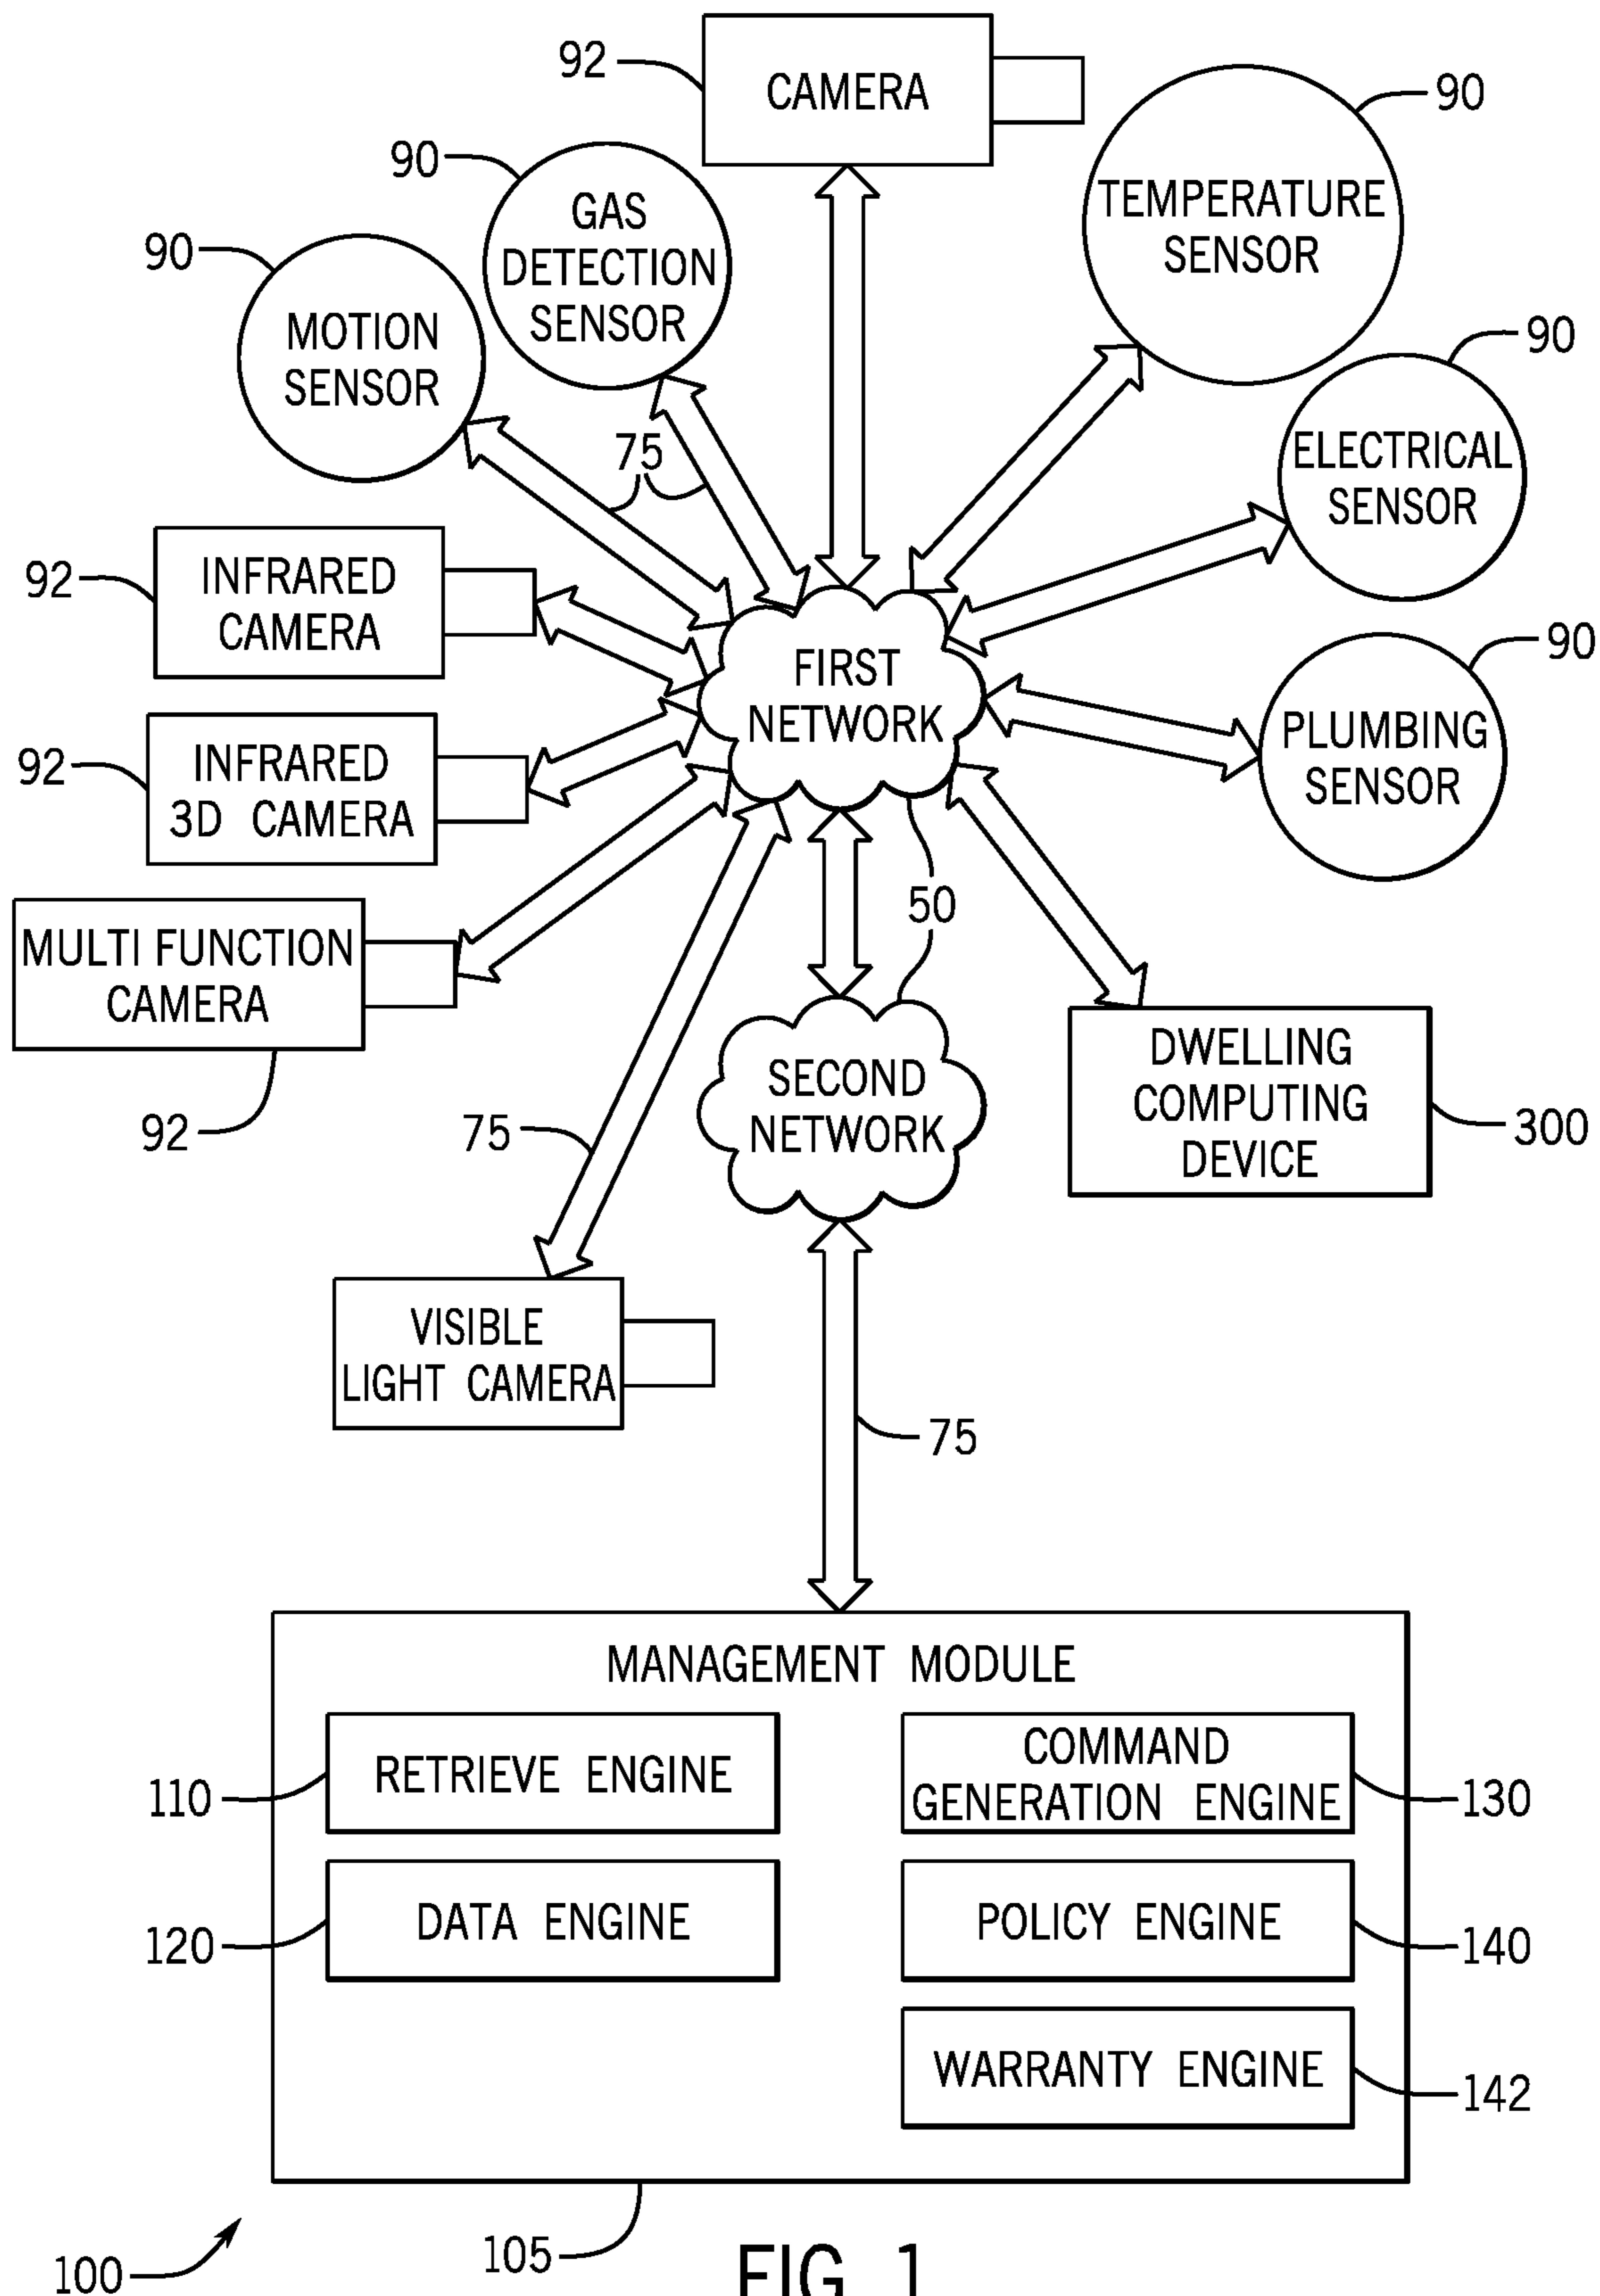 92
CAMERA
90
TEMPERATURE
SENSOR
90
GAS
DETECTION
SENSOR
90
MOTION
SENSOR
75
90
ELECTRICAL
SENSOR
92
INFRARED
CAMERA
FIRST
NETWORK
90
PLUMBING
SENSOR
92
INFRARED
3D CAMERA
50
MULTI FUNCTION
CAMERA
92
SECOND
NETWORK
DWELLING
COMPUTING
DEVICE
300
75
VISIBLE
LIGHT CAMERA
75
MANAGEMENT MODULE
110
RETRIEVE ENGINE
COMMAND
GENERATION ENGINE
130
120
DATA ENGINE
POLICY ENGINE
140
WARRANTY ENGINE
142
105
100
FIG. 1